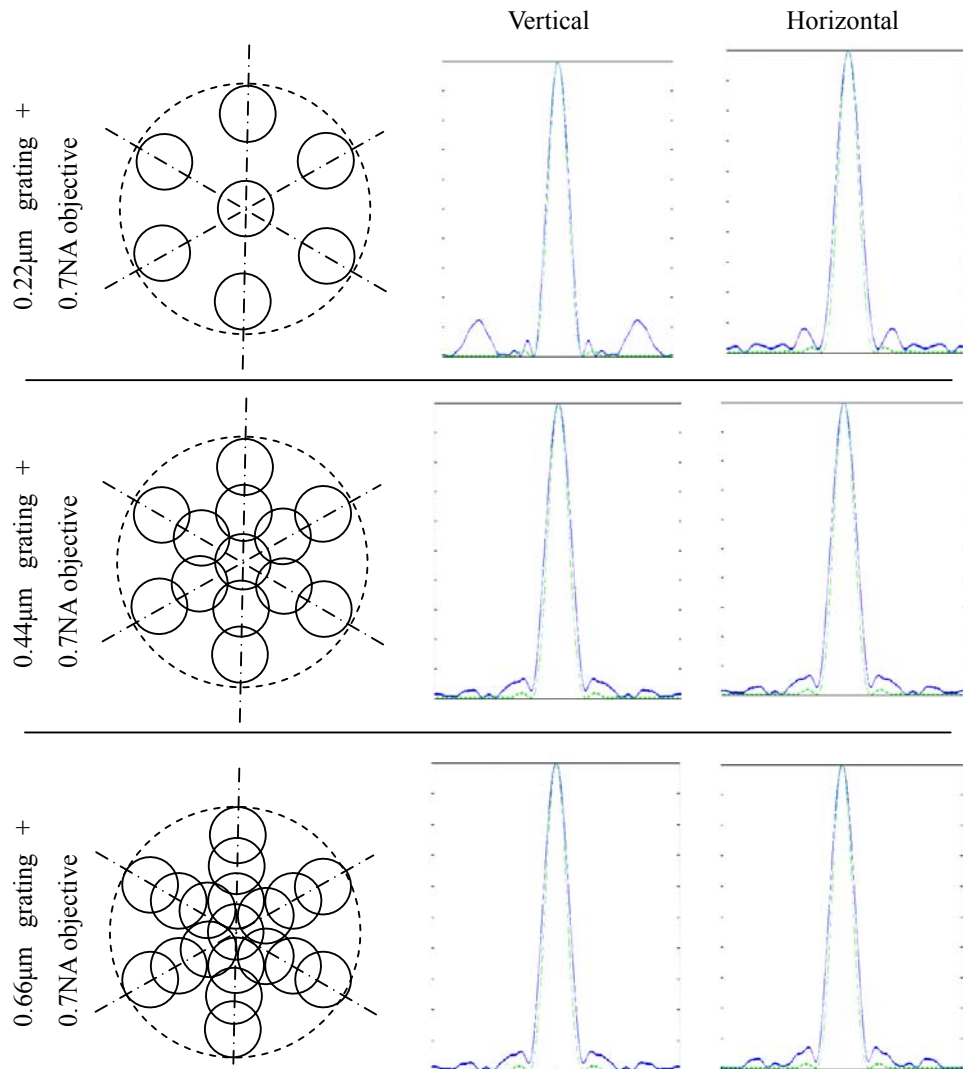 Vertical
Horizontal
0.22μm grating +
0.7NA objective
0.44μm grating +
0.7NA objective
0.66μm grating +
0.7NA objective